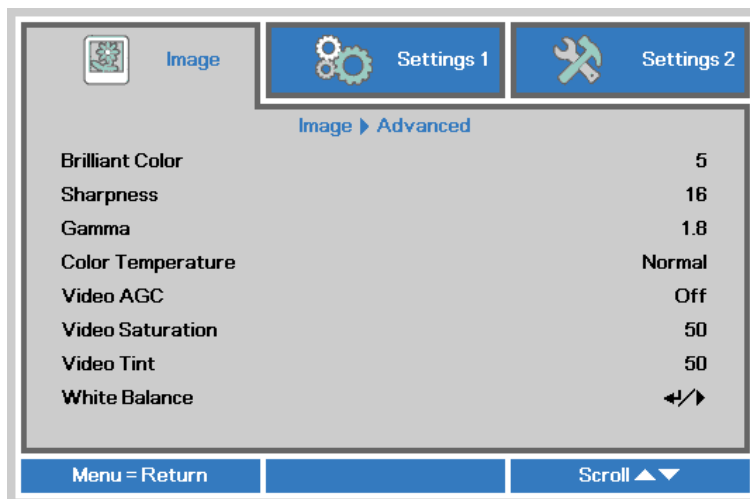 Image Settings 1 Settings 2
Image ▶ Advanced
Brilliant Color 5
Sharpness 16
Gamma 1.8
Color Temperature Normal
Video AGC Off
Video Saturation 50
Video Tint 50
White Balance ↵/▶
Menu = Return Scroll ▲▼